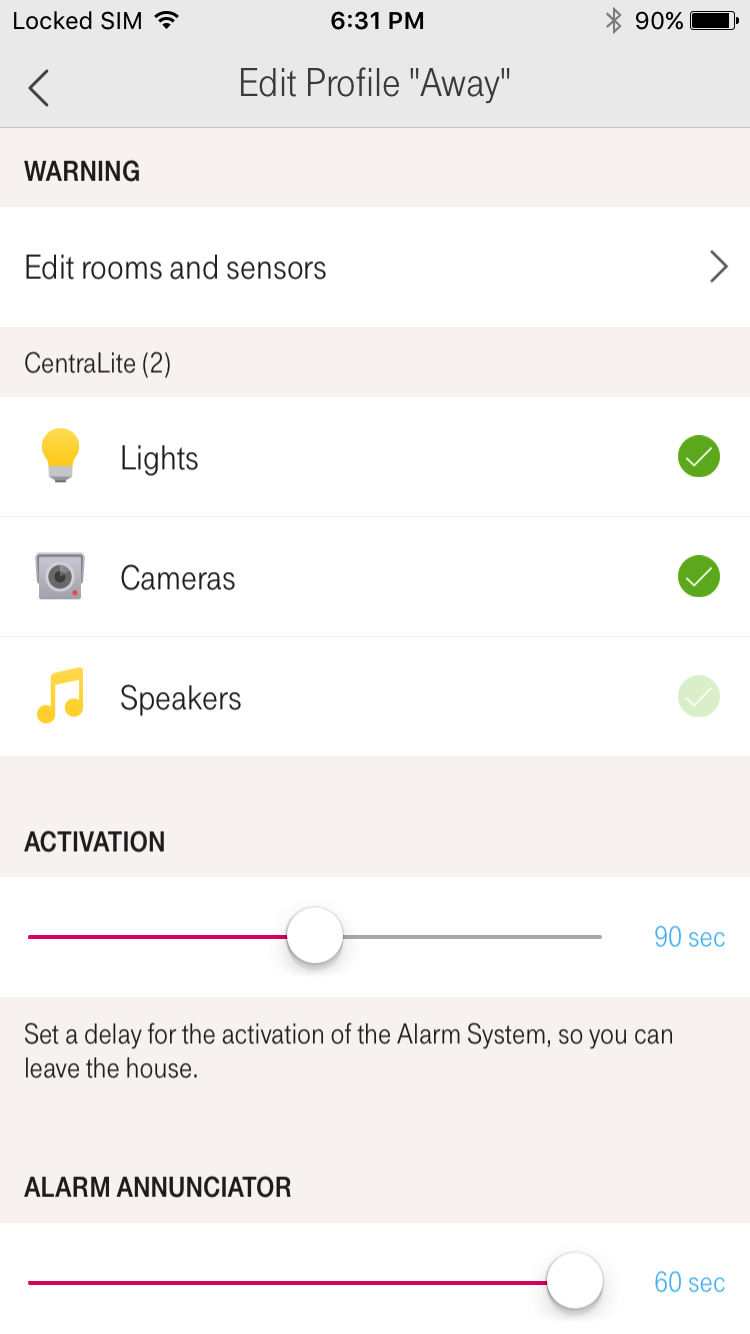 Locked SIM 6:31 PM 90%
Edit Profile "Away"
WARNING
Edit rooms and sensors
CentraLite (2)
Lights
Cameras
Speakers
ACTIVATION
90 sec
Set a delay for the activation of the Alarm System, so you can
leave the house.
ALARM ANNUNCIATOR
60 sec